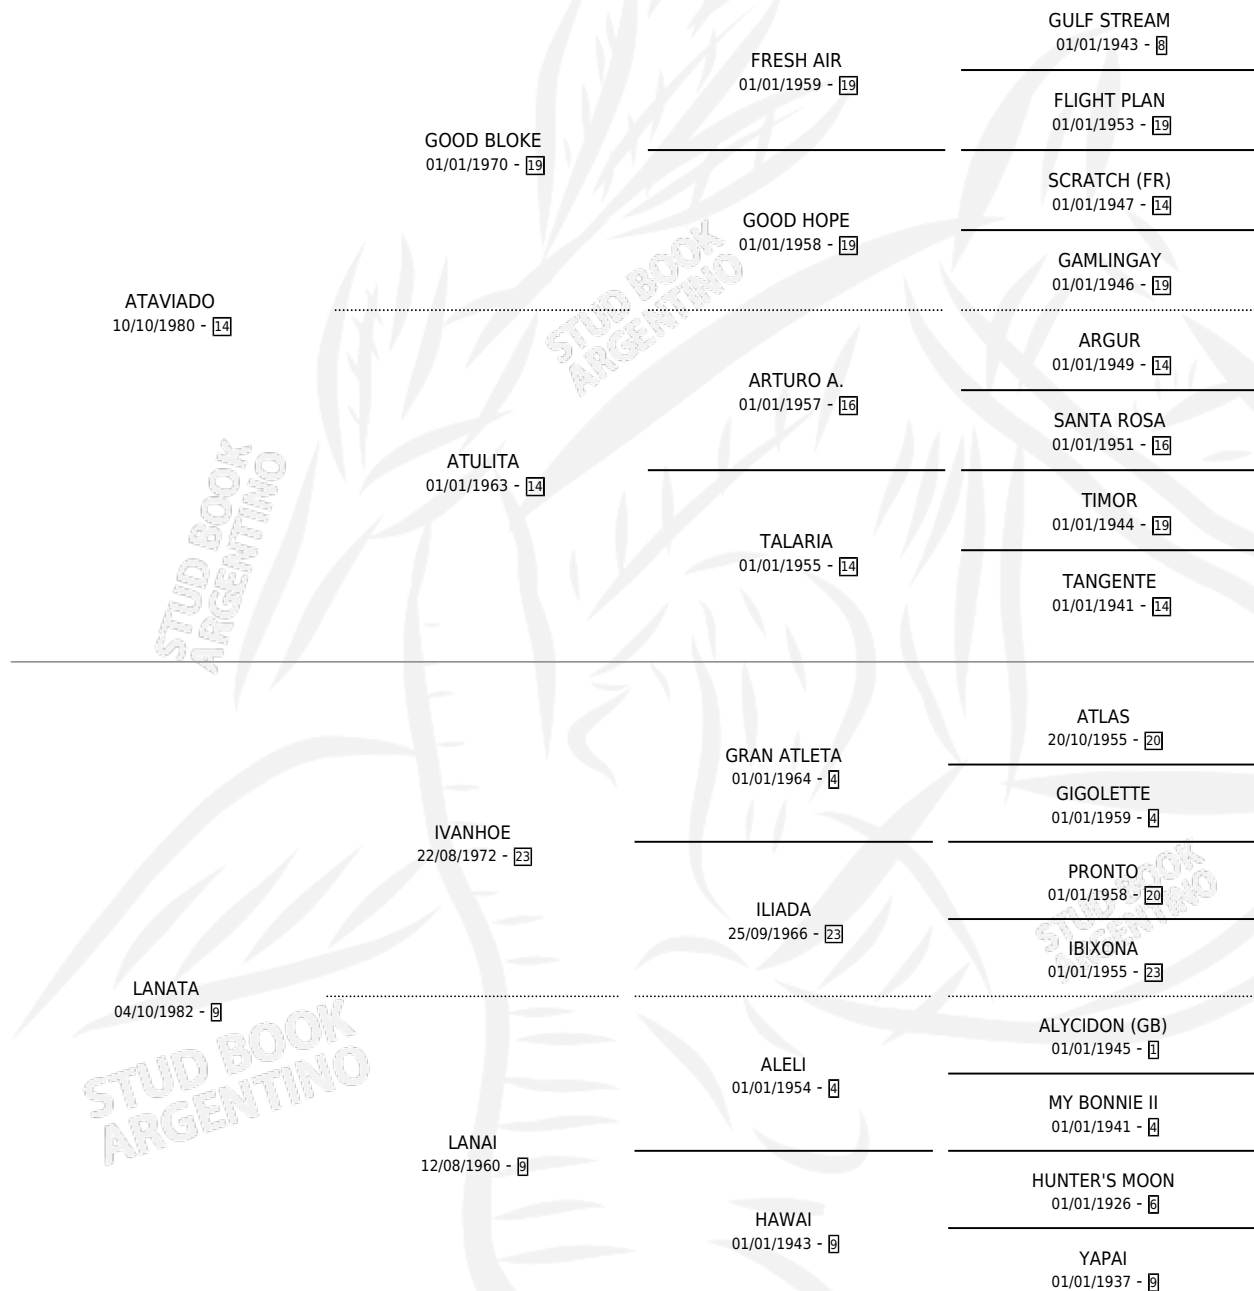 GULF STREAM
01/01/1943 - 8
FRESH AIR
01/01/1959 - 19
FLIGHT PLAN
01/01/1953 - 19
GOOD BLOKE
01/01/1970 - 19
SCRATCH (FR)
01/01/1947 - 14
GOOD HOPE
01/01/1958 - 19
GAMLINGAY
01/01/1946 - 19
ATAVIADO
10/10/1980 - 14
ARGUR
01/01/1949 - 14
ARTURO A.
01/01/1957 - 16
SANTA ROSA
01/01/1951 - 16
ATULITA
01/01/1963 - 14
TIMOR
01/01/1944 - 19
TALARIA
01/01/1955 - 14
TANGENTE
01/01/1941 - 14
STUD BOOK
ARGENTINO
STUD BOOK
ARGENTINO
ATLAS
20/10/1955 - 20
GRAN ATLETA
01/01/1964 - 4
GIGOLETTE
01/01/1959 - 4
IVANHOE
22/08/1972 - 23
PRONTO
01/01/1958 - 20
ILIADA
25/09/1966 - 23
IBIXONA
01/01/1955 - 23
LANATA
04/10/1982 - 9
ALYCIDON (GB)
01/01/1945 - 1
ALELI
01/01/1954 - 4
MY BONNIE II
01/01/1941 - 4
LANAI
12/08/1960 - 9
HUNTER'S MOON
01/01/1926 - 6
HAWAI
01/01/1943 - 9
YAPAI
01/01/1937 - 9
STUD BOOK
ARGENTINO
STUD BOOK
ARGENTINO